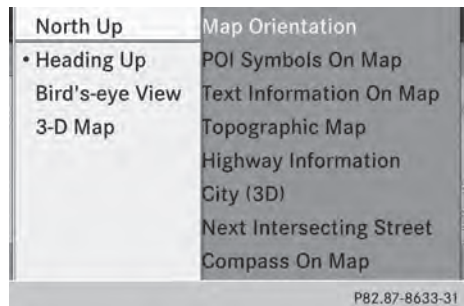 North Up
• Heading Up
Bird's-eye View
3-D Map
Map Orientation
POI Symbols On Map
Text Information On Map
Topographic Map
Highway Information
City (3D)
Next Intersecting Street
Compass On Map
P82.87-8633-31